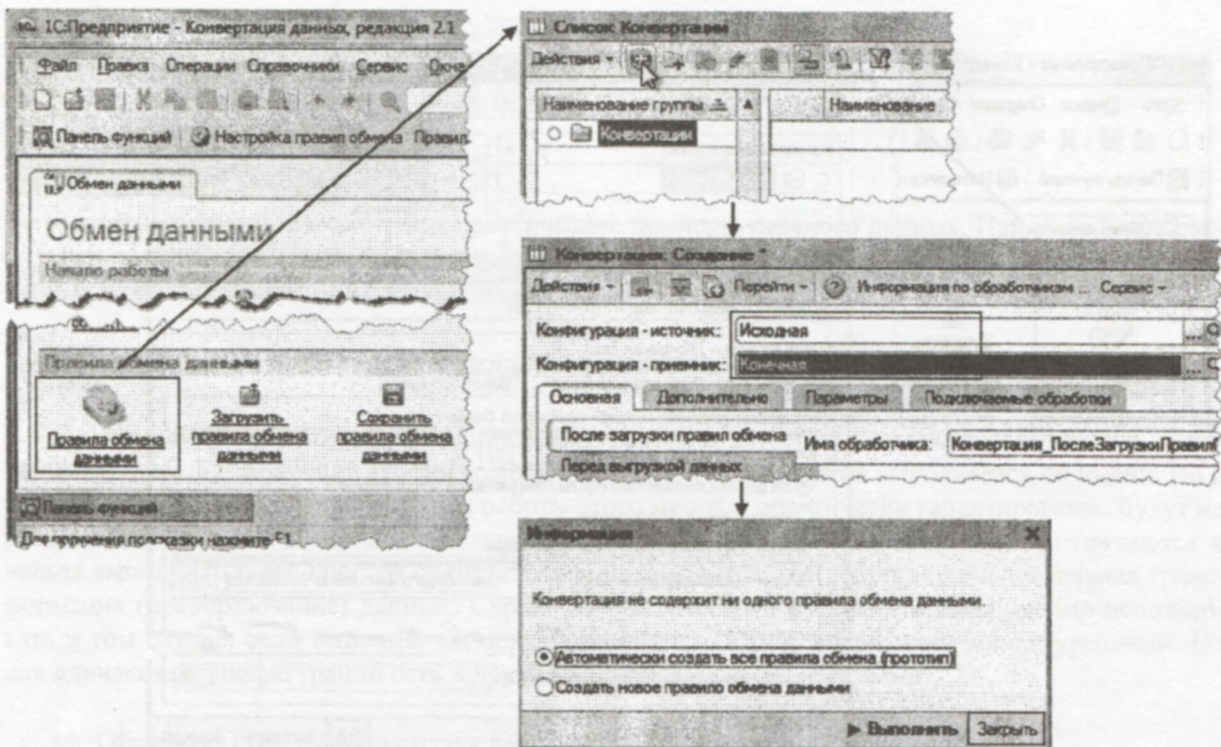 1С:Предприятие - Конвертация данных, редакция 2.1
Файл Правка Операции Справочники Сервис Окна
Панель функций Настройка правил обмена Правил
Обмен данными
Обмен данными
Начало работы
Правила обмена данными
Правила обмена
данными
Загрузить
правила обмена
данными
Сохранить
правила обмена
данными
Панель функций
Для получения подсказки нажмите F1
Список: Конвертации
Действия
Наименование группы А Наименование
Конвертации
Конвертация: Создание *
Действия Перейти Информация по обработчикам ... Сервис
Конфигурация - источник: Исходная ...
Конфигурация - приемник: Конечная ...
Основная Дополнительно Параметры Подключаемые обработки
После загрузки правил обмена Имя обработчика: Конвертация_ПослеЗагрузкиПравил
Перед выгрузкой данных
Информация
Конвертация не содержит ни одного правила обмена данными.
Автоматически создать все правила обмена (прототип)
Создать новое правило обмена данными
Выполнить Закрыть